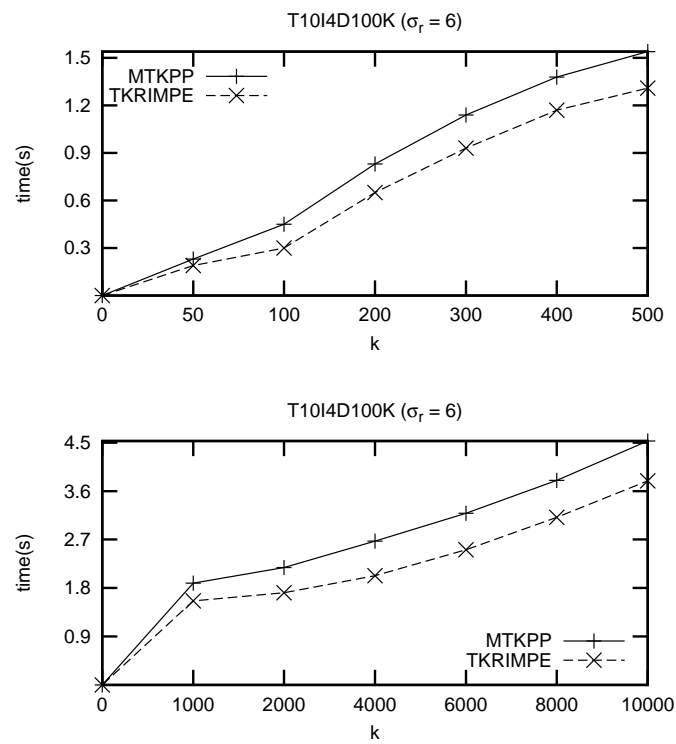 T10I4D100K (σr = 6)
1.5
MTKPP
TKRIMPE
1.2
0.9
time(s)
0.6
0.3
0 50 100 200 300 400 500
k
T10I4D100K (σr = 6)
4.5
3.6
2.7
time(s)
1.8
0.9
MTKPP
TKRIMPE
0 1000 2000 4000 6000 8000 10000
k